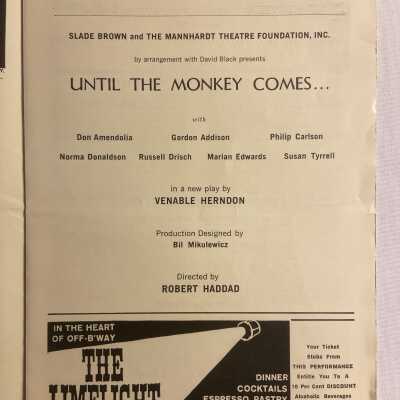 SLADE BROWN and THE MANNHARDT THEATRE FOUNDATION, INC.
by arrangement with David Black presents
UNTIL THE MONKEY COMES...
with
Don Amendolia Gordon Addison Philip Carlson
Norma Donaldson Russell Drisch Marian Edwards Susan Tyrrell
in a new play by
VENABLE HERNDON
Production Designed by
Bil Mikulewicz
Directed by
ROBERT HADDAD
IN THE HEART
OF OFF-B'WAY
THE
LIMELIGHT
DINNER
COCKTAILS
ESPRESSO PASTRY
Your Ticket
Stubs From
THIS PERFORMANCE
Entitle You To A
10 Per Cent DISCOUNT
Alcoholic Beverages